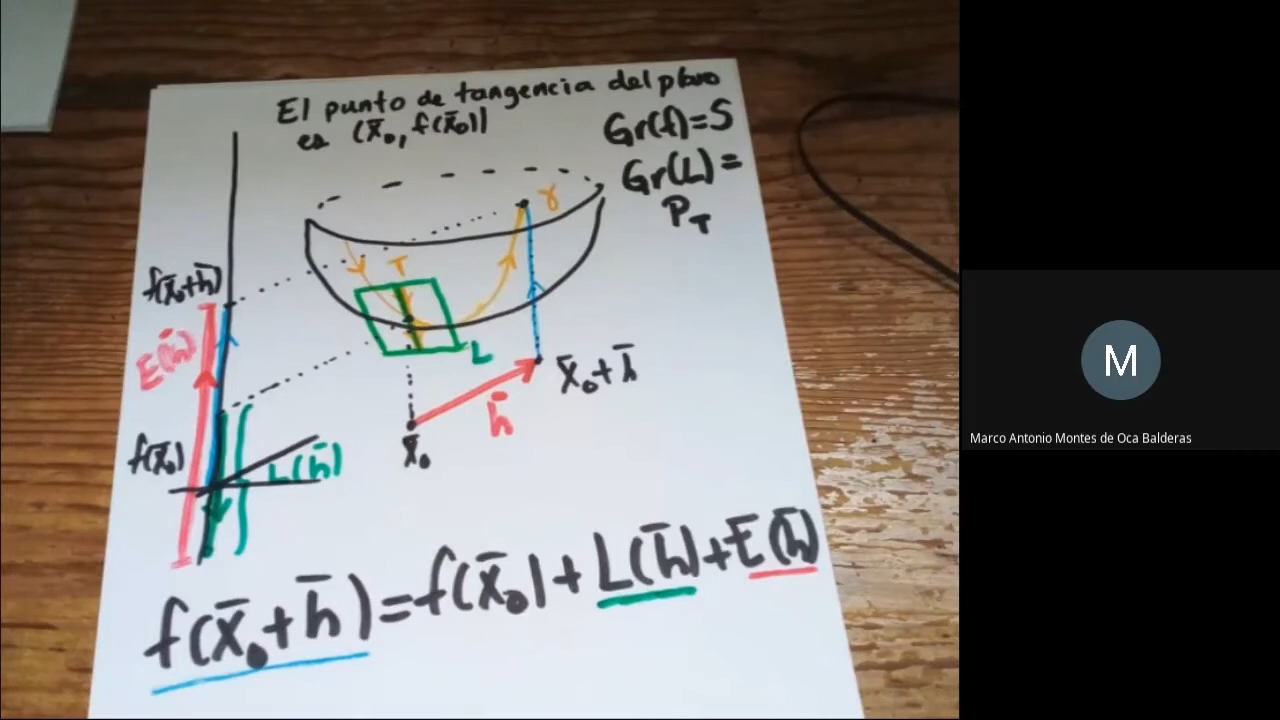 El punto de tangencia del plano
es (x̄₀, f(x̄₀))
Gr(f)=S
Gr(L)=
P_T
γ
T
f(x̄₀+h̄)
E(h̄)
L
x̄₀+h̄
h̄
f(x̄₀)
x̄₀
L(h̄)
f(x̄₀+h̄)=f(x̄₀)+L(h̄)+E(h̄)
M
Marco Antonio Montes de Oca Balderas